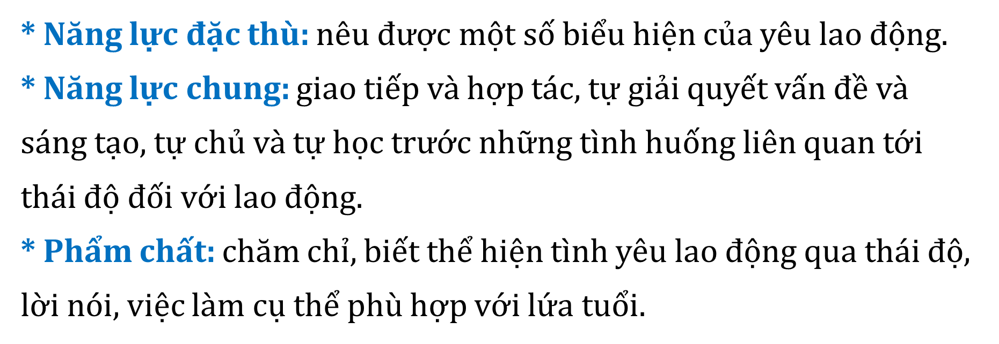 * Năng lực đặc thù: nêu được một số biểu hiện của yêu lao động.
* Năng lực chung: giao tiếp và hợp tác, tự giải quyết vấn đề và
sáng tạo, tự chủ và tự học trước những tình huống liên quan tới
thái độ đối với lao động.
* Phẩm chất: chăm chỉ, biết thể hiện tình yêu lao động qua thái độ,
lời nói, việc làm cụ thể phù hợp với lứa tuổi.